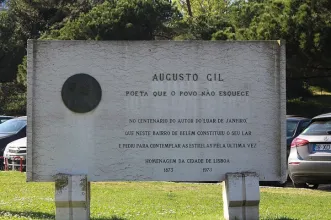 AUGUSTO GIL
POETA QUE O POVO NÃO ESQUECE
NO CENTENÁRIO DO AUTOR DO "LUAR DE JANEIRO,
QUE NESTE BAIRRO DE BELÉM CONSTITUIU O SEU LAR
E PEDIU PARA CONTEMPLAR AS ESTRELAS PELA ÚLTIMA VEZ
HOMENAGEM DA CIDADE DE LISBOA
1873 1973